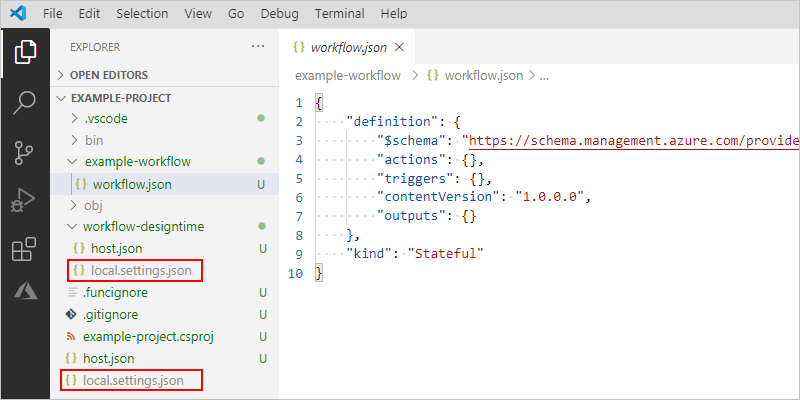 File Edit Selection View Go Debug Terminal Help
EXPLORER ...
OPEN EDITORS
EXAMPLE-PROJECT
.vscode
bin
example-workflow
{} workflow.json U
obj
workflow-designtime
{} host.json U
{} local.settings.json
.funcignore U
.gitignore U
example-project.csproj U
{} host.json U
{} local.settings.json
{} workflow.json ×
example-workflow > {} workflow.json > ...
1 {
2 "definition": {
3 "$schema": "https://schema.management.azure.com/provide
4 "actions": {},
5 "triggers": {},
6 "contentVersion": "1.0.0.0",
7 "outputs": {}
8 },
9 "kind": "Stateful"
10 }